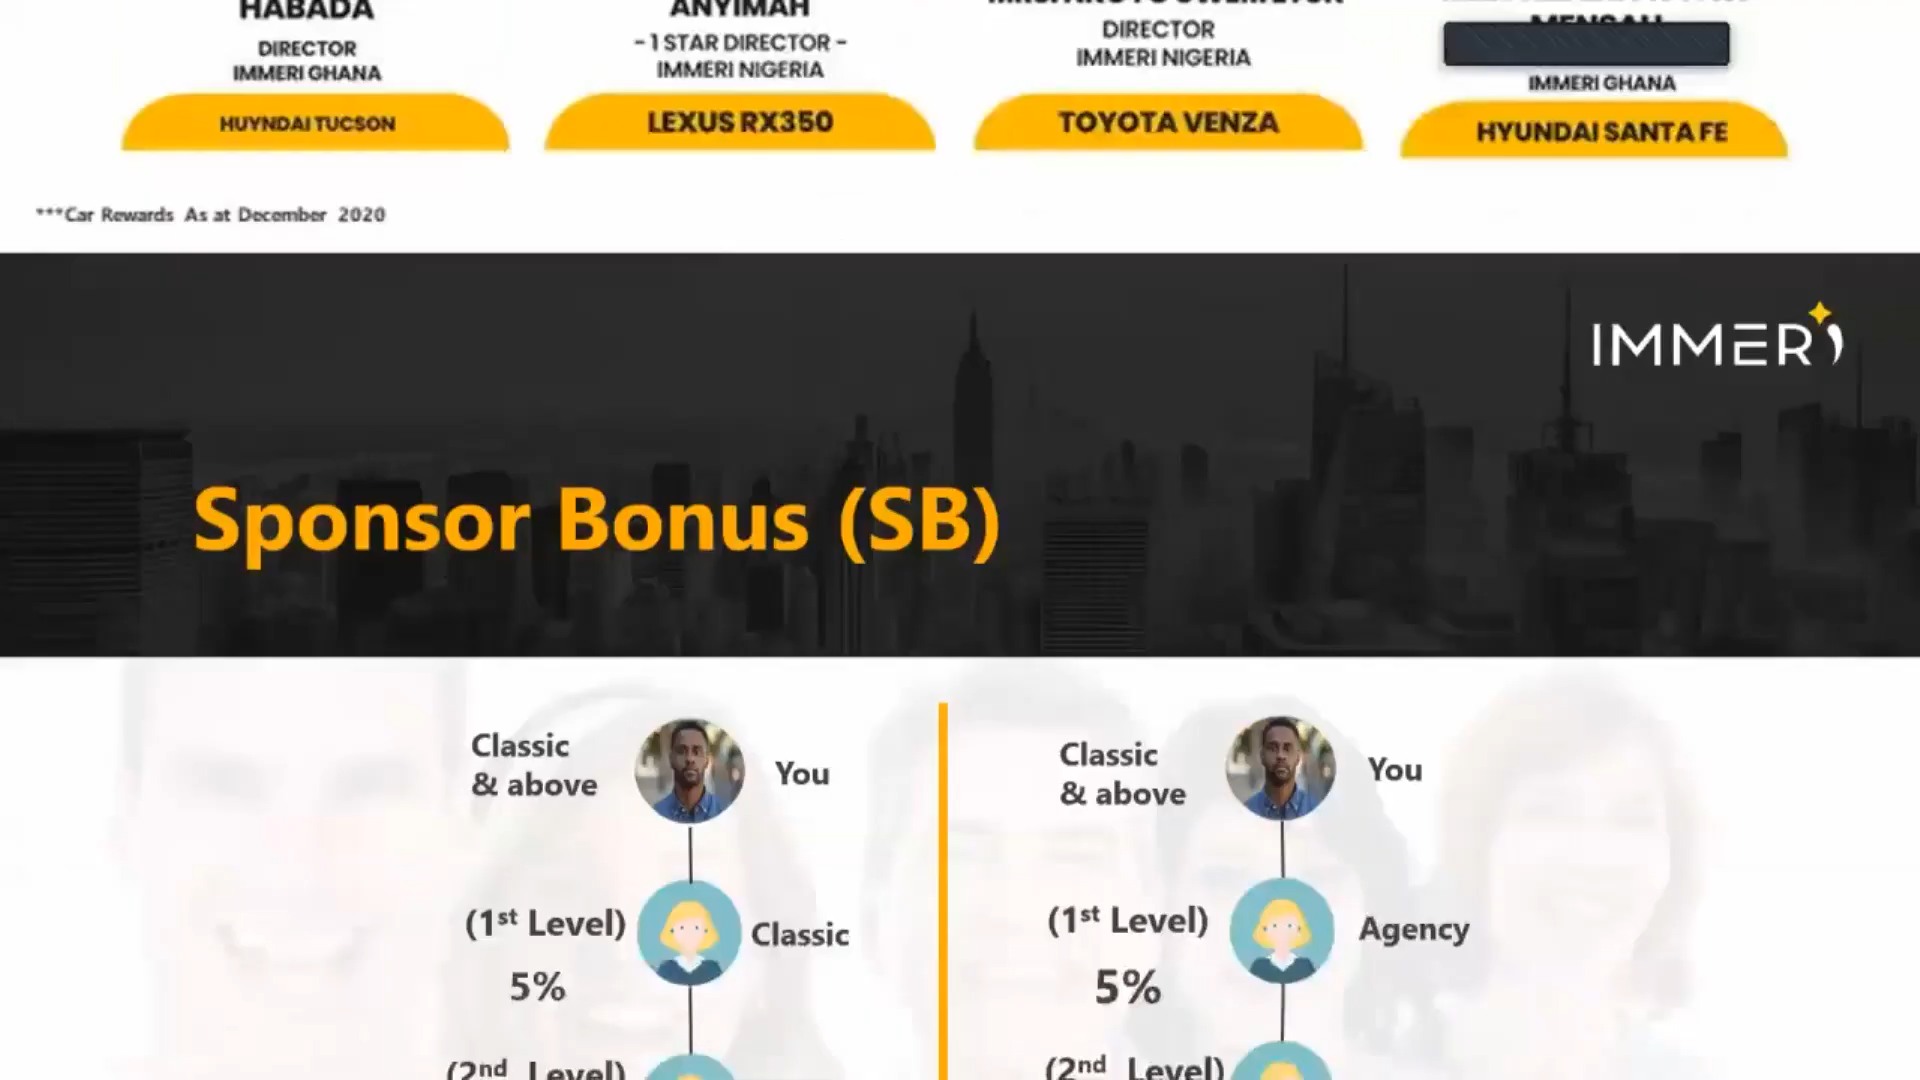 HABADA
DIRECTOR
IMMERI GHANA
HUYNDAI TUCSON
ANYIMAH
- 1 STAR DIRECTOR -
IMMERI NIGERIA
LEXUS RX350
DIRECTOR
IMMERI NIGERIA
TOYOTA VENZA
MENSAH
IMMERI GHANA
HYUNDAI SANTA FE
***Car Rewards As at December 2020
IMMERI
Sponsor Bonus (SB)
Classic
& above
You
(1st Level)
Classic
5%
(2nd Level)
Classic
& above
You
(1st Level)
Agency
5%
(2nd Level)